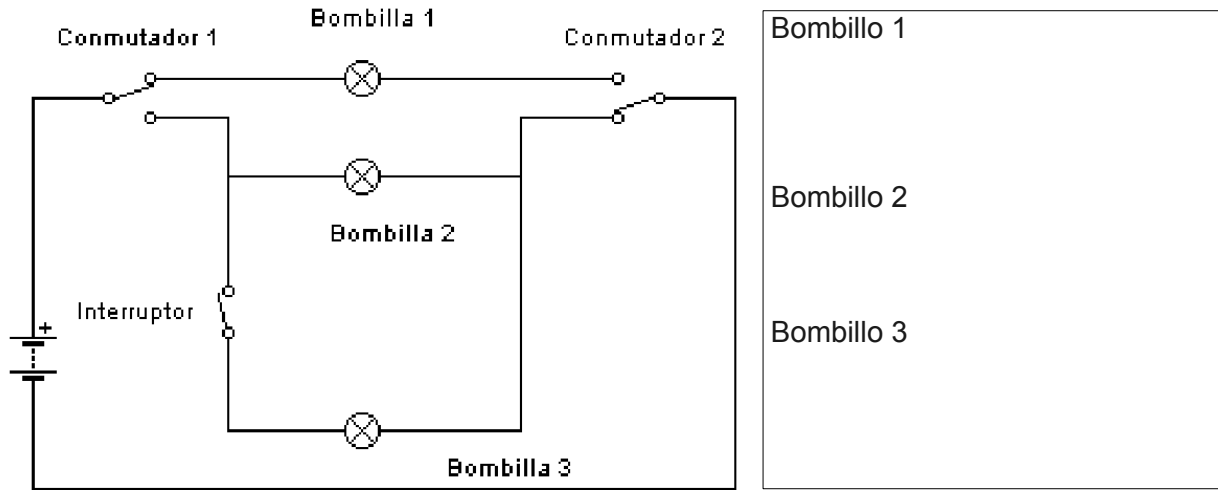 Bombilla 1
Conmutador 1
Conmutador 2
Bombilla 2
Interruptor
+
Bombilla 3
Bombillo 1
Bombillo 2
Bombillo 3